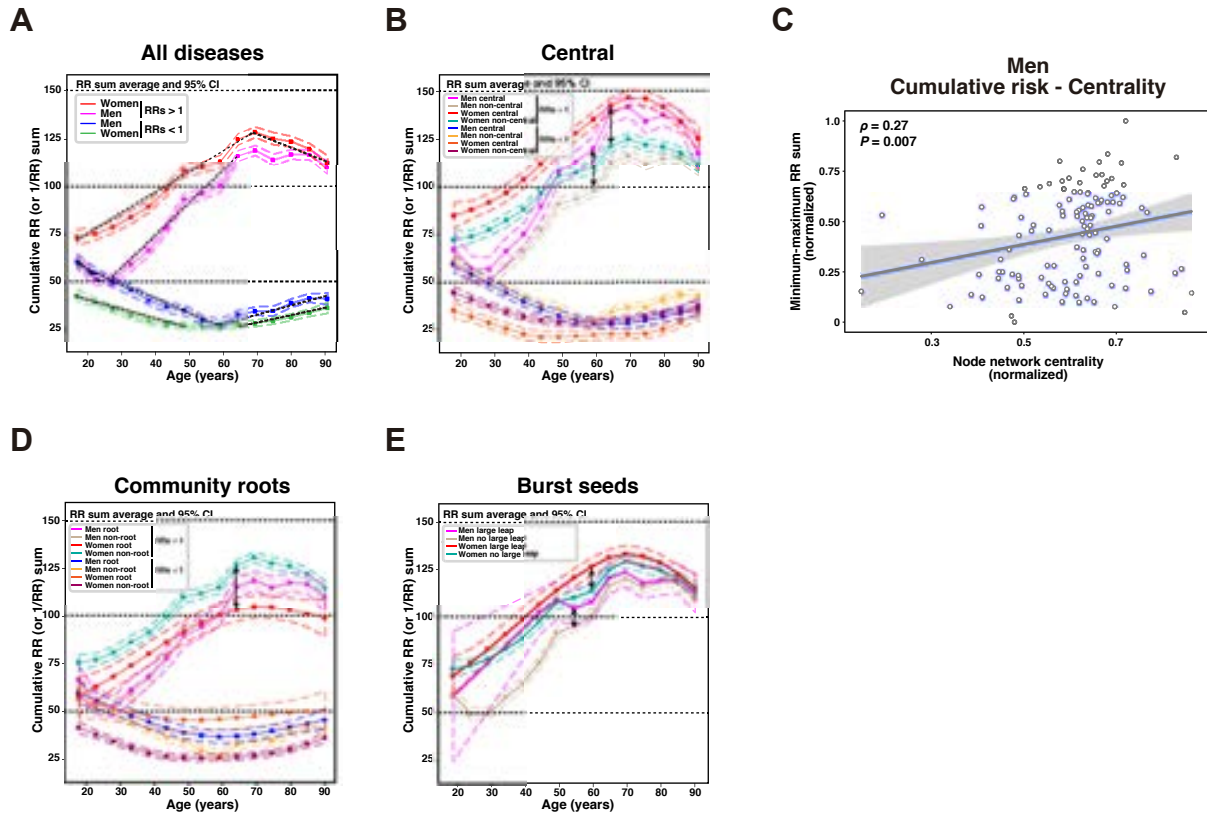 A
All diseases
RR sum average and 95% CI
Women
Men
RRs > 1
Men
Women
RRs < 1
150
125
100
75
50
25
Cumulative RR (or 1/RR) sum
20 30 40 50 60 70 80 90
Age (years)
B
Central
RR sum average and 95% CI
Men central
Men non-central
Women central
Women non-central
Men central
Men non-central
Women central
Women non-central
150
125
100
75
50
25
Cumulative RR (or 1/RR) sum
20 30 40 50 60 70 80 90
Age (years)
C
Men
Cumulative risk - Centrality
ρ = 0.27
P = 0.007
1.0
0.75
0.50
0.25
0
Minimum-maximum RR sum
(normalized)
0.3 0.5 0.7
Node network centrality
(normalized)
D
Community roots
RR sum average and 95% CI
Men root
Men non-root
Women root
Women non-root
Men root
Men non-root
Women root
Women non-root
150
125
100
75
50
25
Cumulative RR (or 1/RR) sum
20 30 40 50 60 70 80 90
Age (years)
E
Burst seeds
RR sum average and 95% CI
Men large leap
Men no large leap
Women large leap
Women no large leap
150
125
100
75
50
25
Cumulative RR (or 1/RR) sum
20 30 40 50 60 70 80 90
Age (years)